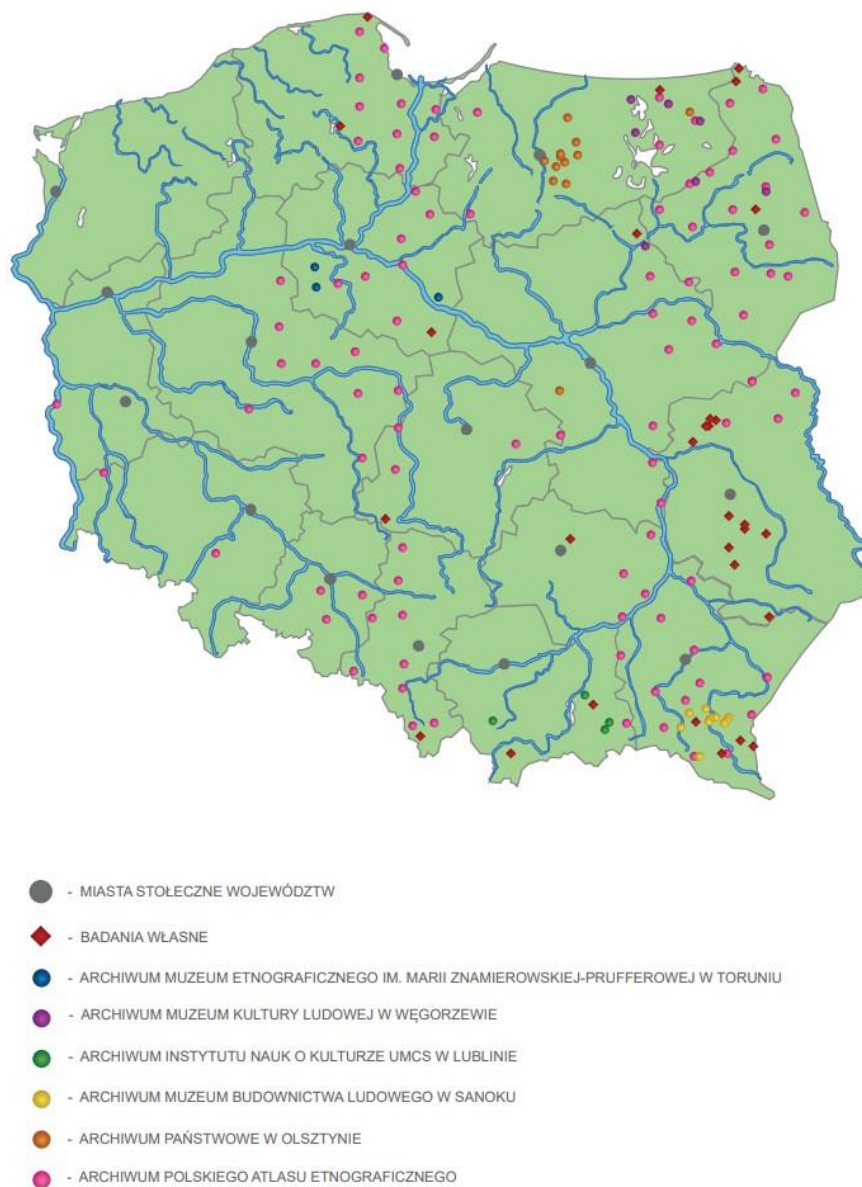 - MIASTA STOŁECZNE WOJEWÓDZTW
- BADANIA WŁASNE
- ARCHIWUM MUZEUM ETNOGRAFICZNEGO IM. MARII ZNAMIEROWSKIEJ-PRUFFEROWEJ W TORUNIU
- ARCHIWUM MUZEUM KULTURY LUDOWEJ W WĘGORZEWIE
- ARCHIWUM INSTYTUTU NAUK O KULTURZE UMCS W LUBLINIE
- ARCHIWUM MUZEUM BUDOWNICTWA LUDOWEGO W SANOKU
- ARCHIWUM PAŃSTWOWE W OLSZTYNIE
- ARCHIWUM POLSKIEGO ATLASU ETNOGRAFICZNEGO